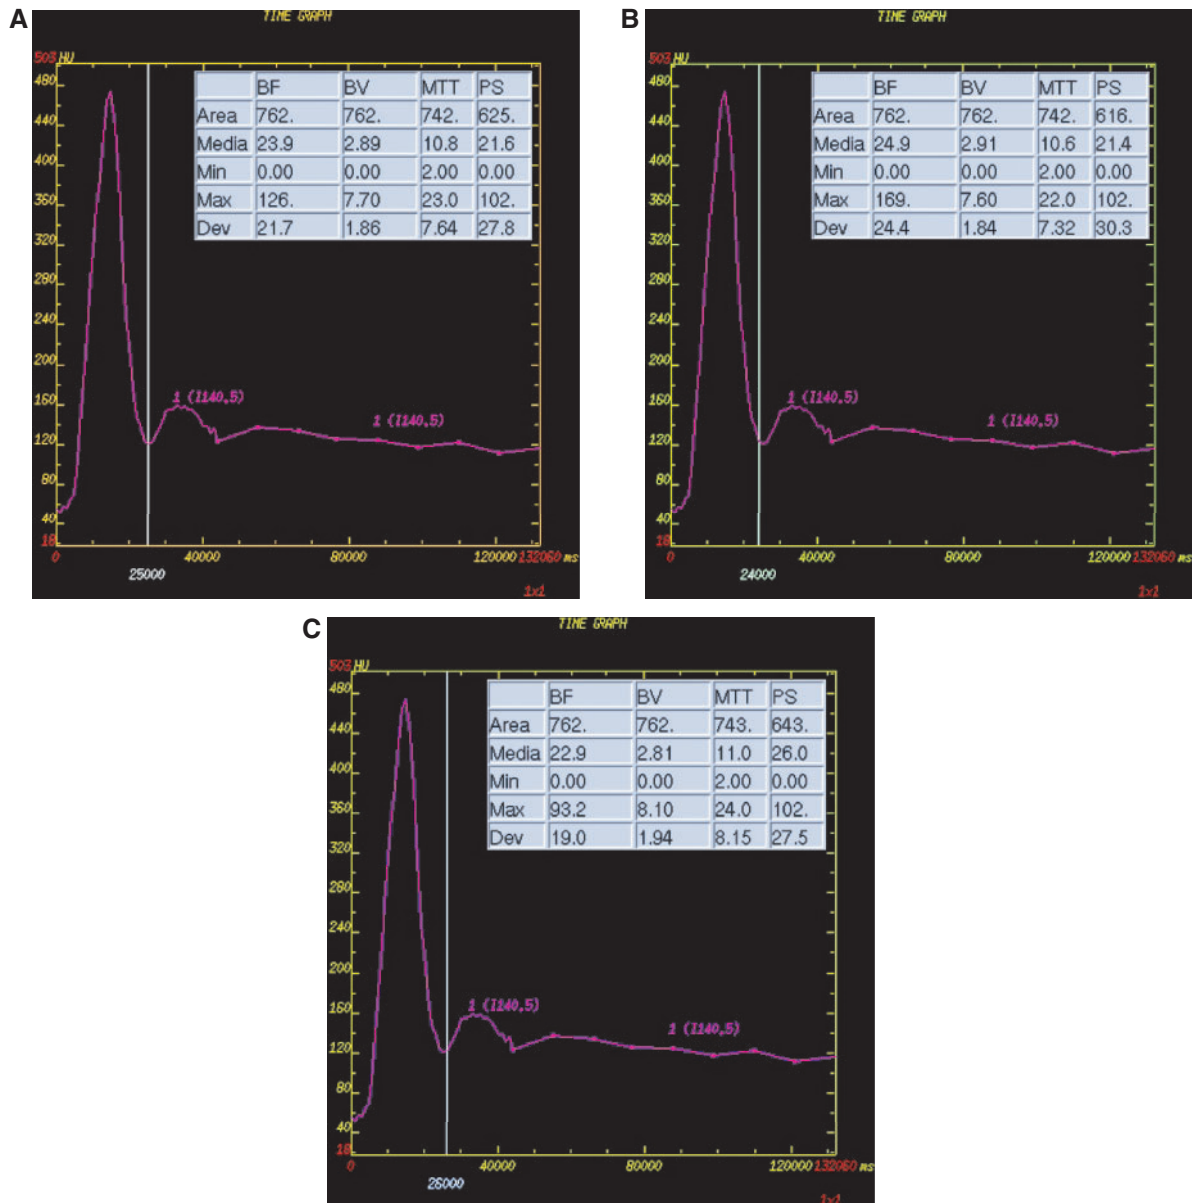 A
TIME GRAPH
503 HU
BF BV MTT PS
Area 762. 762. 742. 625.
Media 23.9 2.89 10.8 21.6
Min 0.00 0.00 2.00 0.00
Max 126. 7.70 23.0 102.
Dev 21.7 1.86 7.64 27.8
480
440
400
360
320
280
240
200
160
120
80
40
18
1 (I140,5)
1 (I140,5)
0 40000 80000 120000 132060 ms
25000
1x1
B
TIME GRAPH
503 HU
BF BV MTT PS
Area 762. 762. 742. 616.
Media 24.9 2.91 10.6 21.4
Min 0.00 0.00 2.00 0.00
Max 169. 7.60 22.0 102.
Dev 24.4 1.84 7.32 30.3
480
440
400
360
320
280
240
200
160
120
80
40
18
1 (I140,5)
1 (I140,5)
0 40000 80000 120000 132060 ms
24000
1x1
C
TIME GRAPH
503 HU
BF BV MTT PS
Area 762. 762. 743. 643.
Media 22.9 2.81 11.0 26.0
Min 0.00 0.00 2.00 0.00
Max 93.2 8.10 24.0 102.
Dev 19.0 1.94 8.15 27.5
480
440
400
360
320
280
240
200
160
120
80
40
18
1 (I140,5)
1 (I140,5)
0 40000 80000 120000 132060 ms
26000
1x1